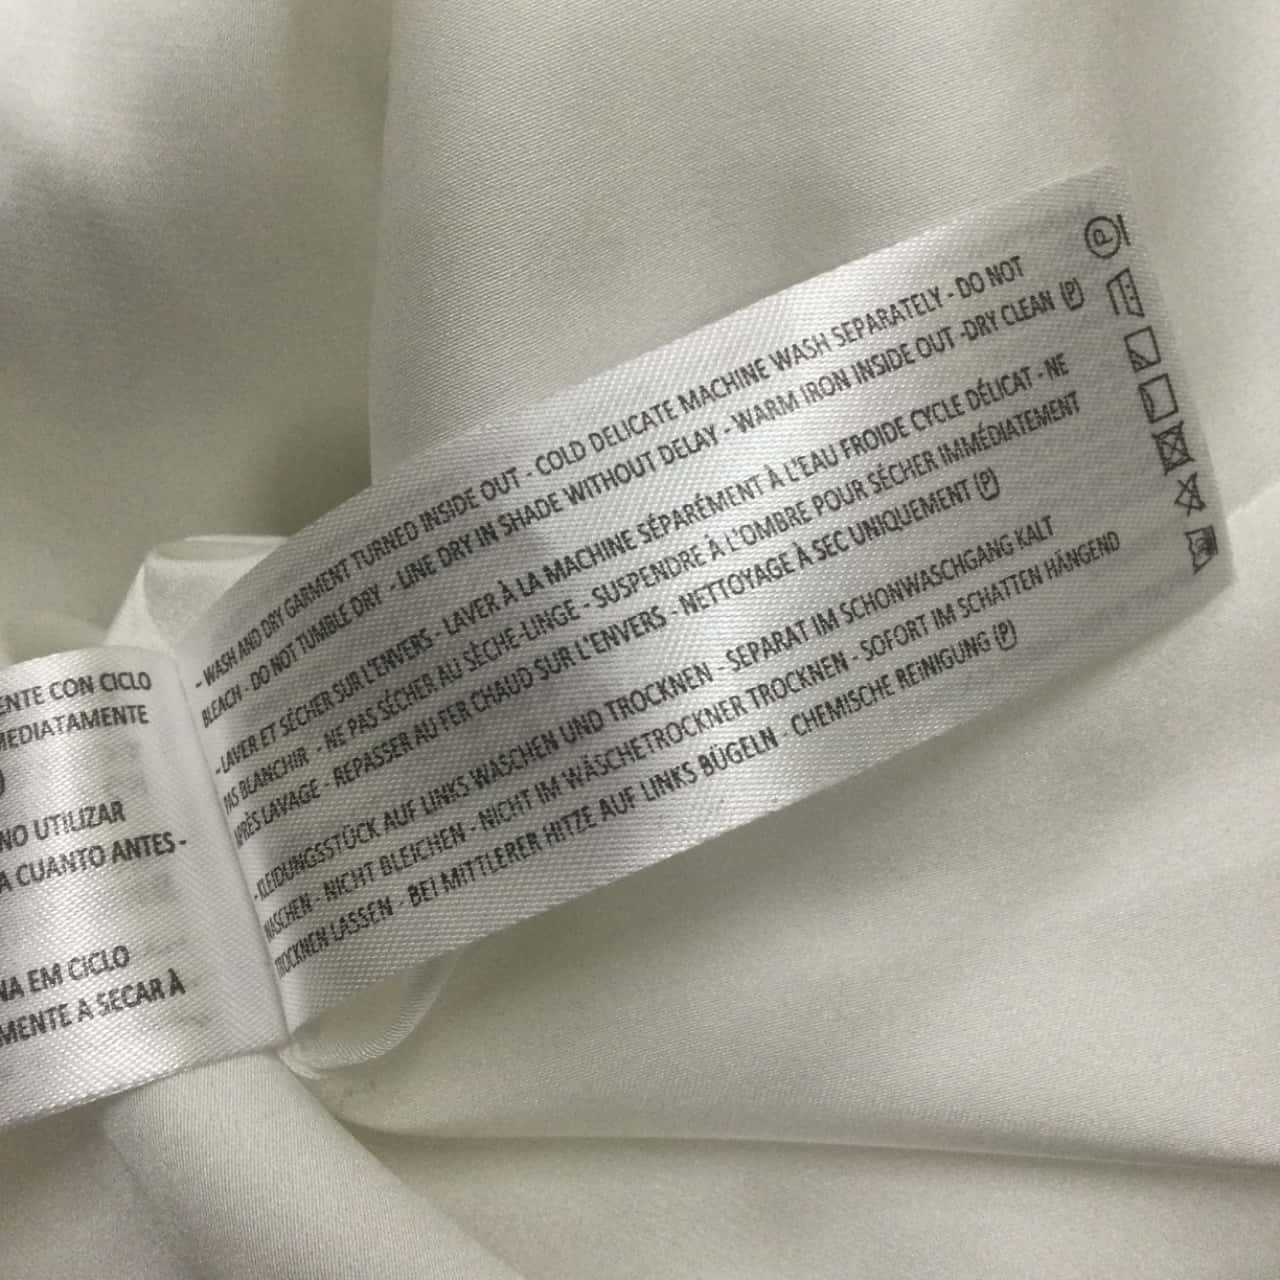 - WASH AND DRY GARMENT TURNED INSIDE OUT - COLD DELICATE MACHINE WASH SEPARATELY - DO NOT
BLEACH - DO NOT TUMBLE DRY - LINE DRY IN SHADE WITHOUT DELAY - WARM IRON INSIDE OUT -DRY CLEAN Ⓟ
- LAVER ET SÉCHER SUR L'ENVERS - LAVER À LA MACHINE SÉPARÉMENT À L'EAU FROIDE CYCLE DÉLICAT - NE
PAS BLANCHIR - NE PAS SÉCHER AU SÈCHE-LINGE - SUSPENDRE À L'OMBRE POUR SÉCHER IMMÉDIATEMENT
APRÈS LAVAGE - REPASSER AU FER CHAUD SUR L'ENVERS - NETTOYAGE À SEC UNIQUEMENT Ⓟ
- KLEIDUNGSSTÜCK AUF LINKS WASCHEN UND TROCKNEN - SEPARAT IM SCHONWASCHGANG KALT
WASCHEN - NICHT BLEICHEN - NICHT IM WÄSCHETROCKNER TROCKNEN - SOFORT IM SCHATTEN HÄNGEND
TROCKNEN LASSEN - BEI MITTLERER HITZE AUF LINKS BÜGELN - CHEMISCHE REINIGUNG Ⓟ
Ⓟ
CON CICLO
NO UTILIZAR
A CUANTO ANTES -
EM CICLO
A SECAR À